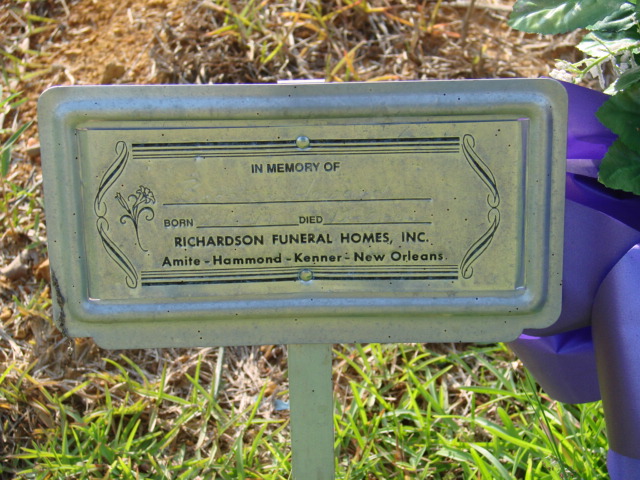 IN MEMORY OF
BORN DIED
RICHARDSON FUNERAL HOMES, INC.
Amite - Hammond - Kenner - New Orleans